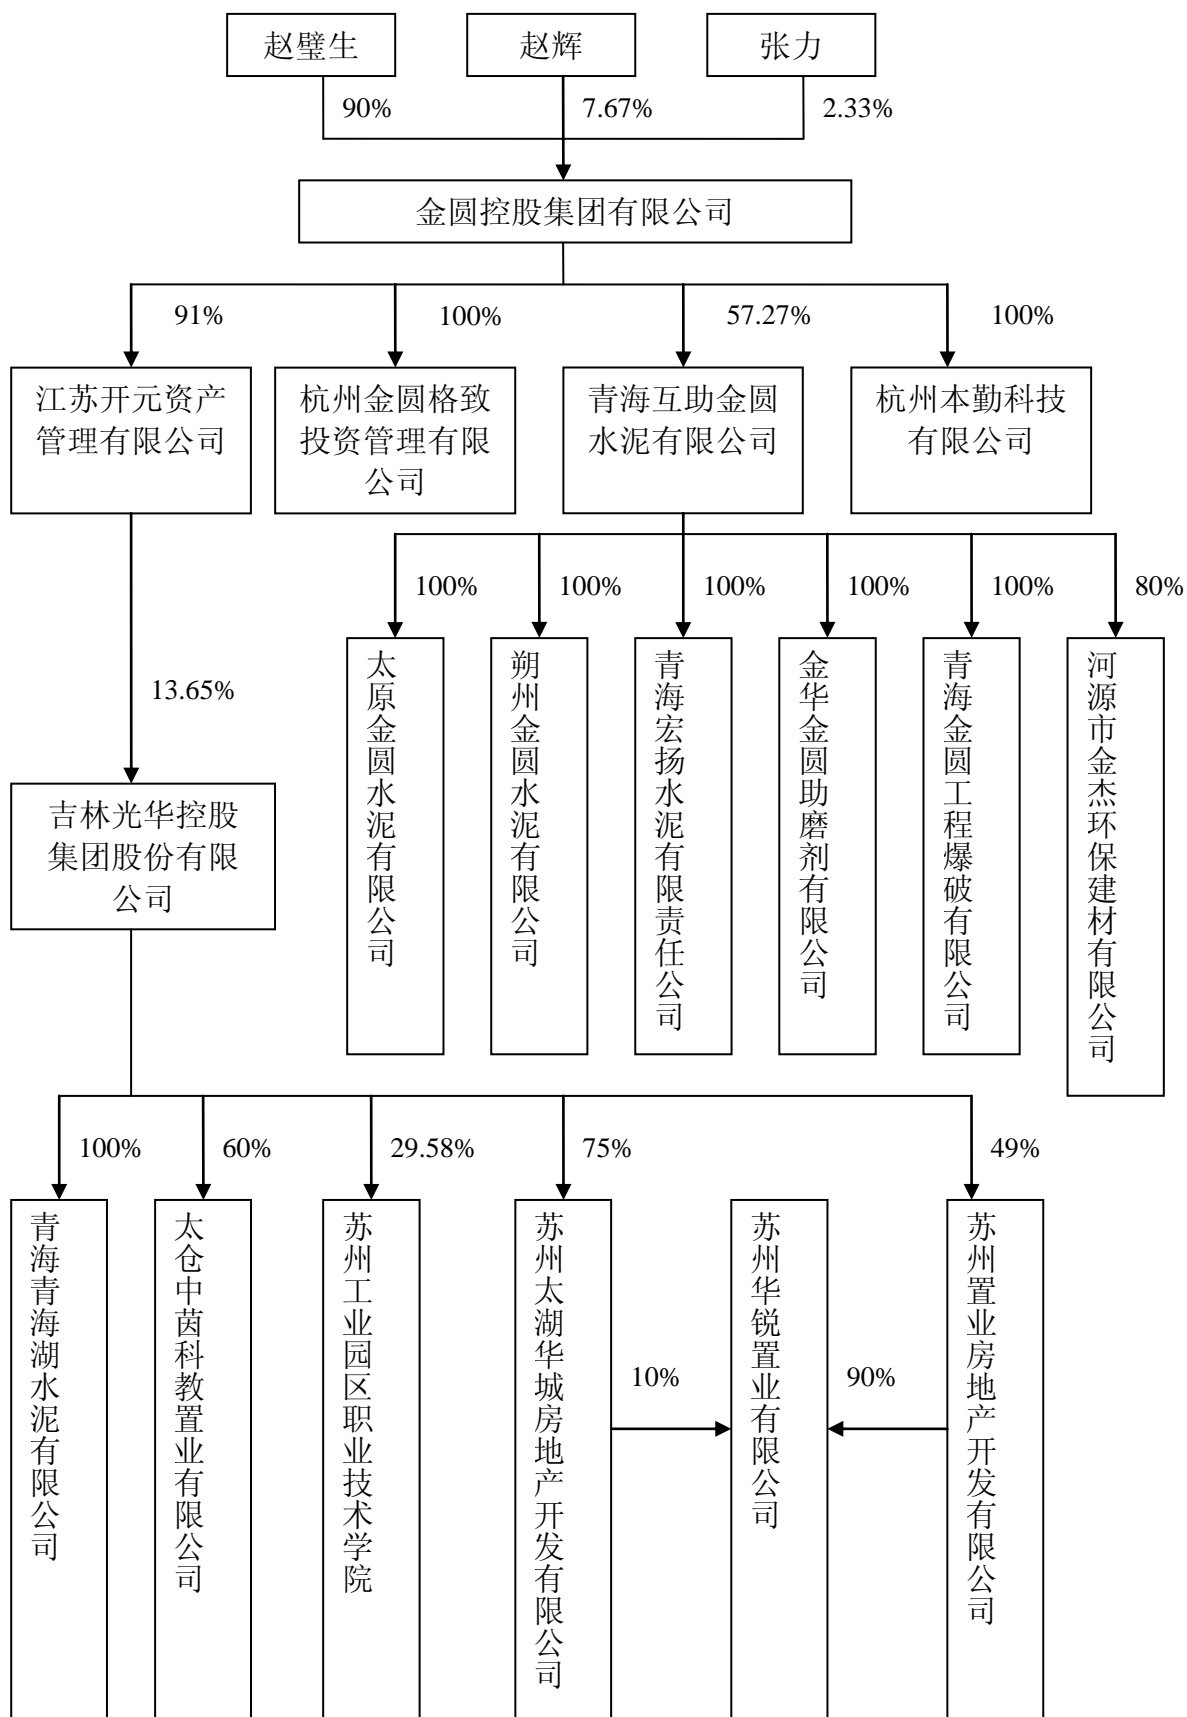 赵璧生
赵辉
张力
90%
7.67%
2.33%
金圆控股集团有限公司
91%
100%
57.27%
100%
江苏开元资产
管理有限公司
杭州金圆格致
投资管理有限
公司
青海互助金圆
水泥有限公司
杭州本勤科技
有限公司
100%
100%
100%
100%
100%
80%
13.65%
太原金圆水泥有限公司
朔州金圆水泥有限公司
青海宏扬水泥有限责任公司
金华金圆助磨剂有限公司
青海金圆工程爆破有限公司
河源市金杰环保建材有限公司
吉林光华控股
集团股份有限
公司
100%
60%
29.58%
75%
49%
青海青海湖水泥有限公司
太仓中茵科教置业有限公司
苏州工业园区职业技术学院
苏州太湖华城房地产开发有限公司
10%
苏州华锐置业有限公司
90%
苏州置业房地产开发有限公司